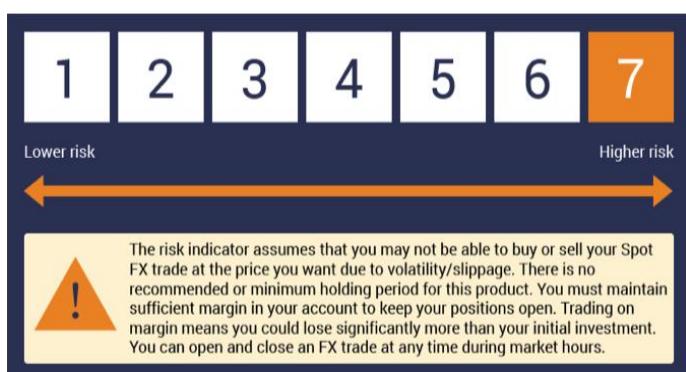 1 2 3 4 5 6 7
Lower risk Higher risk
!
The risk indicator assumes that you may not be able to buy or sell your Spot
FX trade at the price you want due to volatility/slippage. There is no
recommended or minimum holding period for this product. You must maintain
sufficient margin in your account to keep your positions open. Trading on
margin means you could lose significantly more than your initial investment.
You can open and close an FX trade at any time during market hours.